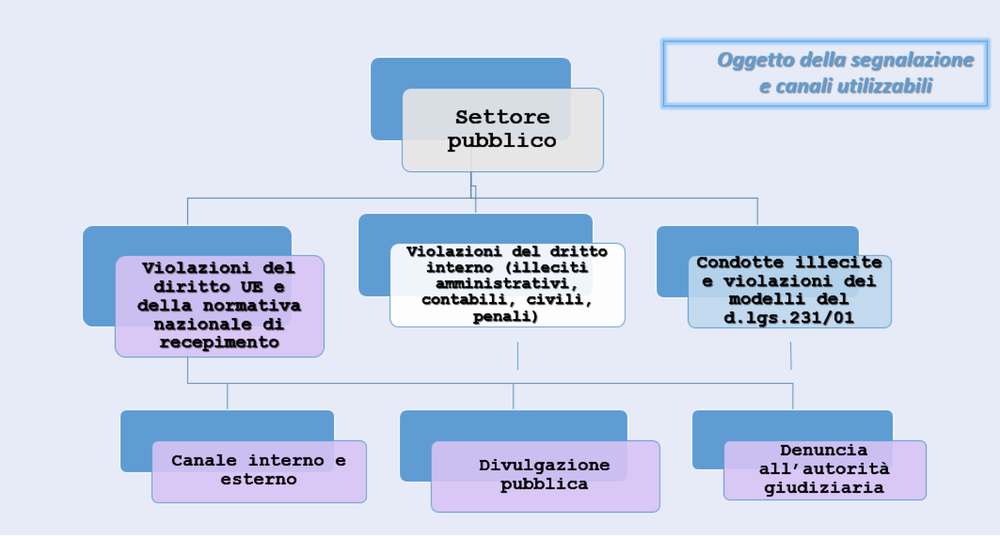 Oggetto della segnalazione
e canali utilizzabili
Settore
pubblico
Violazioni del
diritto UE e
della normativa
nazionale di
recepimento
Violazioni del dritto
interno (illeciti
amministrativi,
contabili, civili,
penali)
Condotte illecite
e violazioni dei
modelli del
d.lgs.231/01
Canale interno e
esterno
Divulgazione
pubblica
Denuncia
all’autorità
giudiziaria